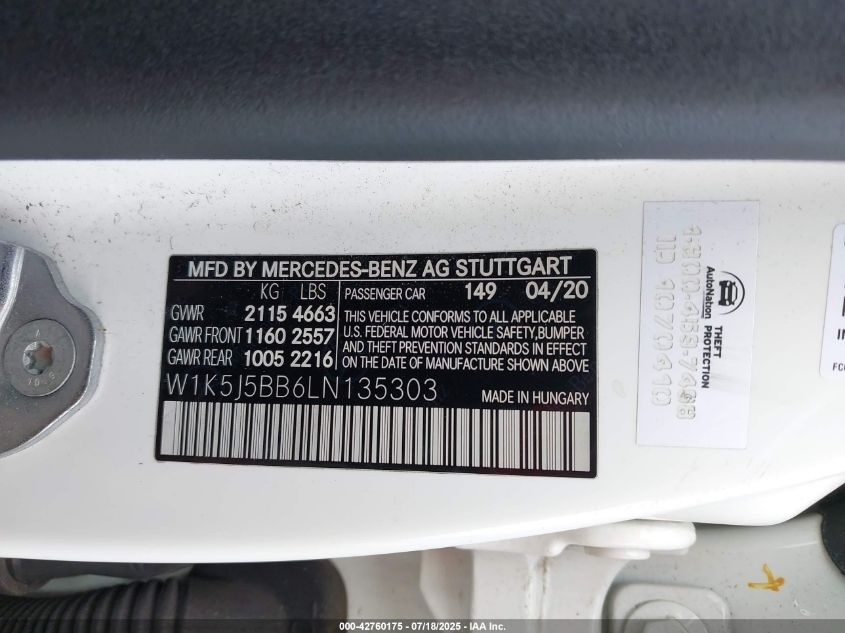 MFD BY MERCEDES-BENZ AG STUTTGART
KG LBS
GVWR 2115 4663
GAWR FRONT 1160 2557
GAWR REAR 1005 2216
PASSENGER CAR 149 04/20
THIS VEHICLE CONFORMS TO ALL APPLICABLE
U.S. FEDERAL MOTOR VEHICLE SAFETY, BUMPER
AND THEFT PREVENTION STANDARDS IN EFFECT
ON THE DATE OF MANUFACTURE SHOWN ABOVE
W1K5J5BB6LN135303
MADE IN HUNGARY
THEFT
PROTECTION
AutoNation
000-42760175 - 07/18/2025 - IAA Inc.